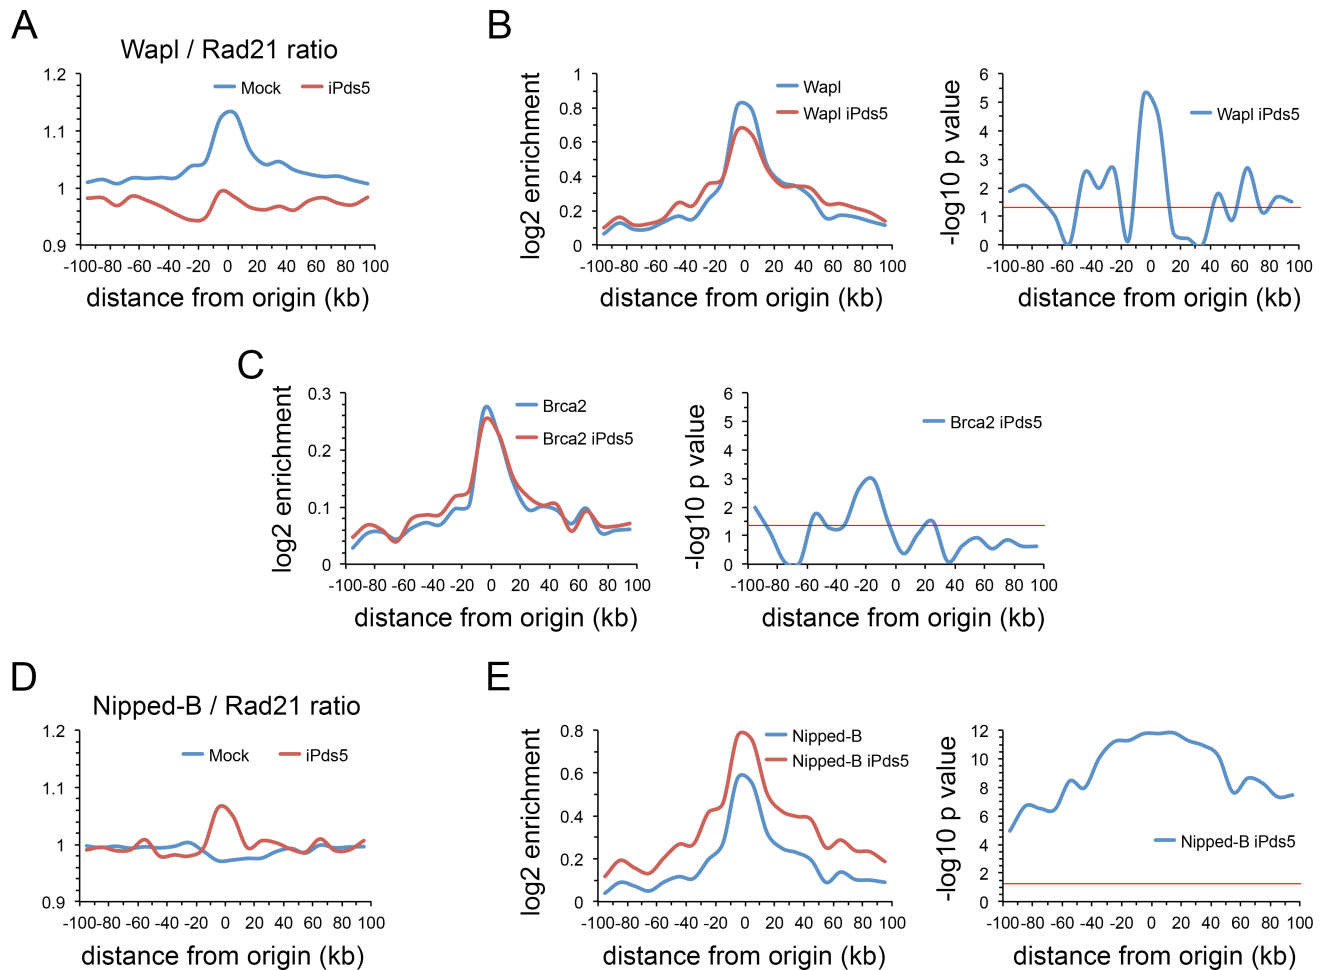 A
Wapl / Rad21 ratio
Mock iPds5
1.2
1.1
1
0.9
-100-80 -60 -40 -20 0 20 40 60 80 100
distance from origin (kb)
B
log2 enrichment
Wapl
Wapl iPds5
1
0.8
0.6
0.4
0.2
0
-100-80 -60 -40 -20 0 20 40 60 80 100
distance from origin (kb)
-log10 p value
Wapl iPds5
6
5
4
3
2
1
0
-100-80 -60 -40 -20 0 20 40 60 80 100
distance from origin (kb)
C
log2 enrichment
Brca2
Brca2 iPds5
0.3
0.2
0.1
0
-100-80 -60 -40 -20 0 20 40 60 80 100
distance from origin (kb)
-log10 p value
Brca2 iPds5
6
5
4
3
2
1
0
-100-80 -60 -40 -20 0 20 40 60 80 100
distance from origin (kb)
D
Nipped-B / Rad21 ratio
Mock iPds5
1.2
1.1
1
0.9
-100-80 -60 -40 -20 0 20 40 60 80 100
distance from origin (kb)
E
log2 enrichment
Nipped-B
Nipped-B iPds5
0.8
0.6
0.4
0.2
0
-100-80 -60 -40 -20 0 20 40 60 80 100
distance from origin (kb)
-log10 p value
Nipped-B iPds5
12
10
8
6
4
2
0
-100-80 -60 -40 -20 0 20 40 60 80 100
distance from origin (kb)